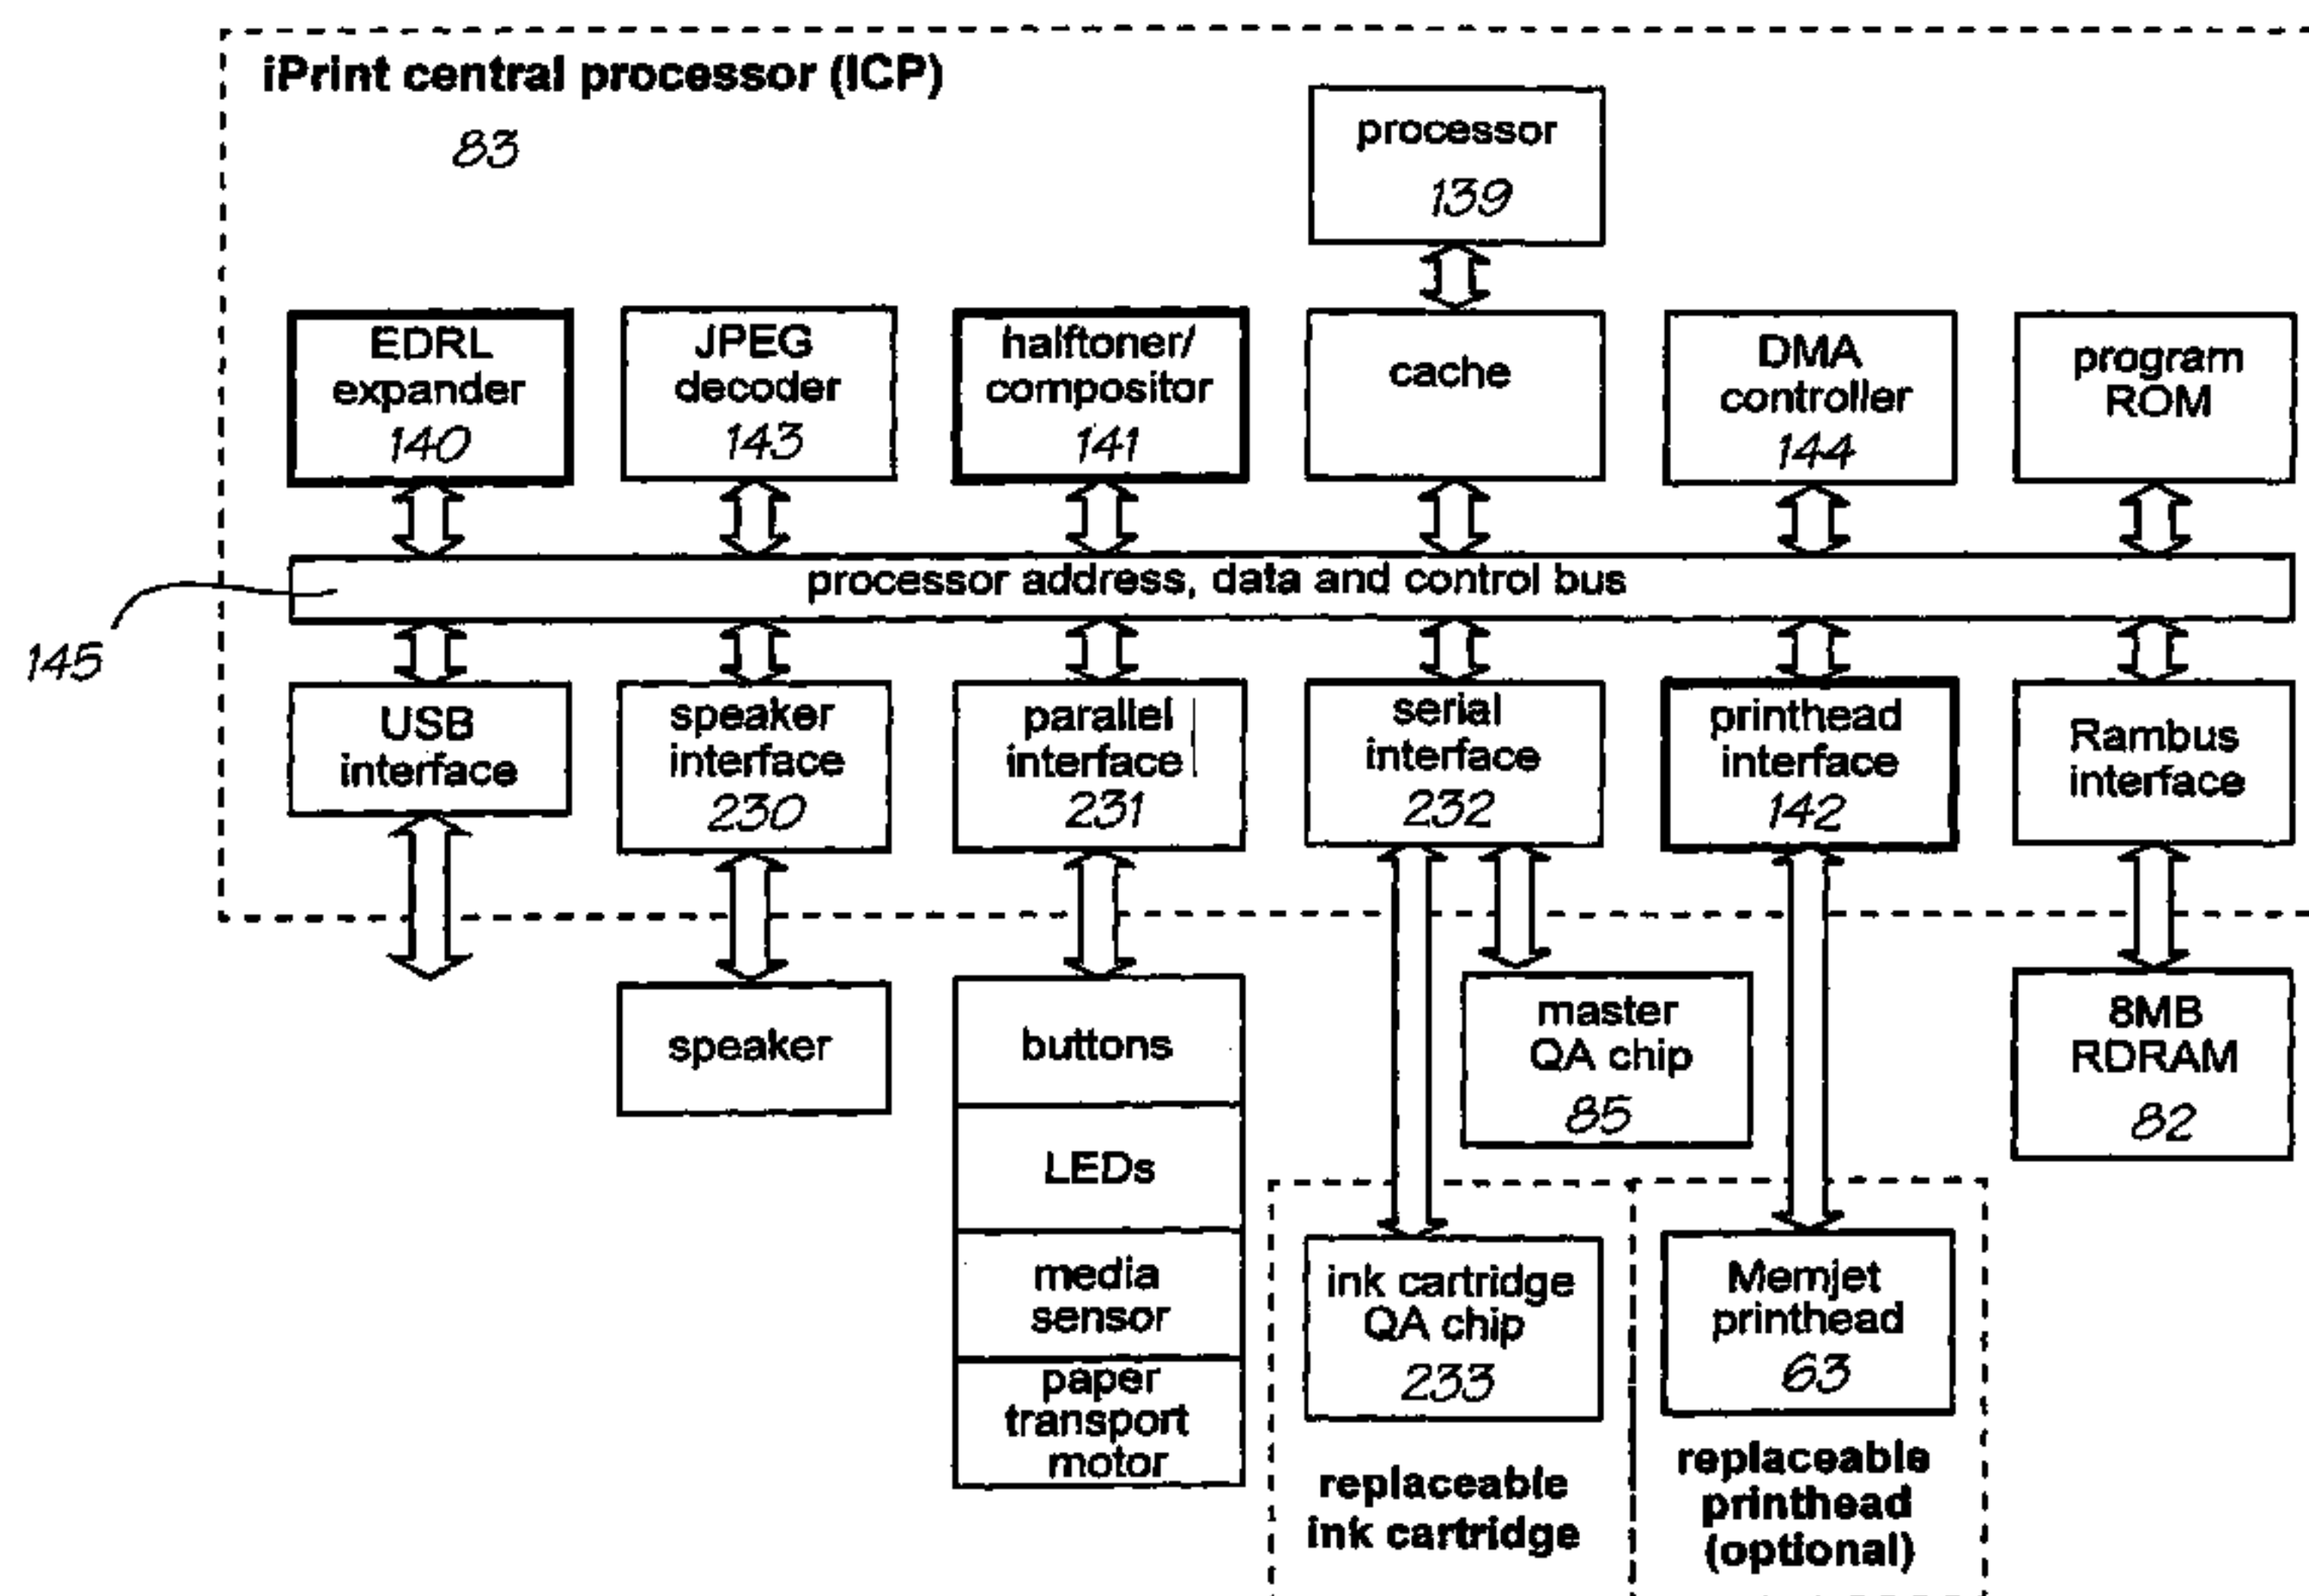 iPrint central processor (ICP)
83
processor
139
EDRL
expander
140
JPEG
decoder
143
halftoner/
compositor
141
cache
DMA
controller
144
program
ROM
processor address, data and control bus
145
USB
interface
speaker
interface
230
parallel
interface
231
serial
interface
232
printhead
interface
142
Rambus
interface
speaker
buttons
LEDs
media
sensor
paper
transport
motor
master
QA chip
85
8MB
RDRAM
82
ink cartridge
QA chip
233
replaceable
ink cartridge
Memjet
printhead
63
replaceable
printhead
(optional)